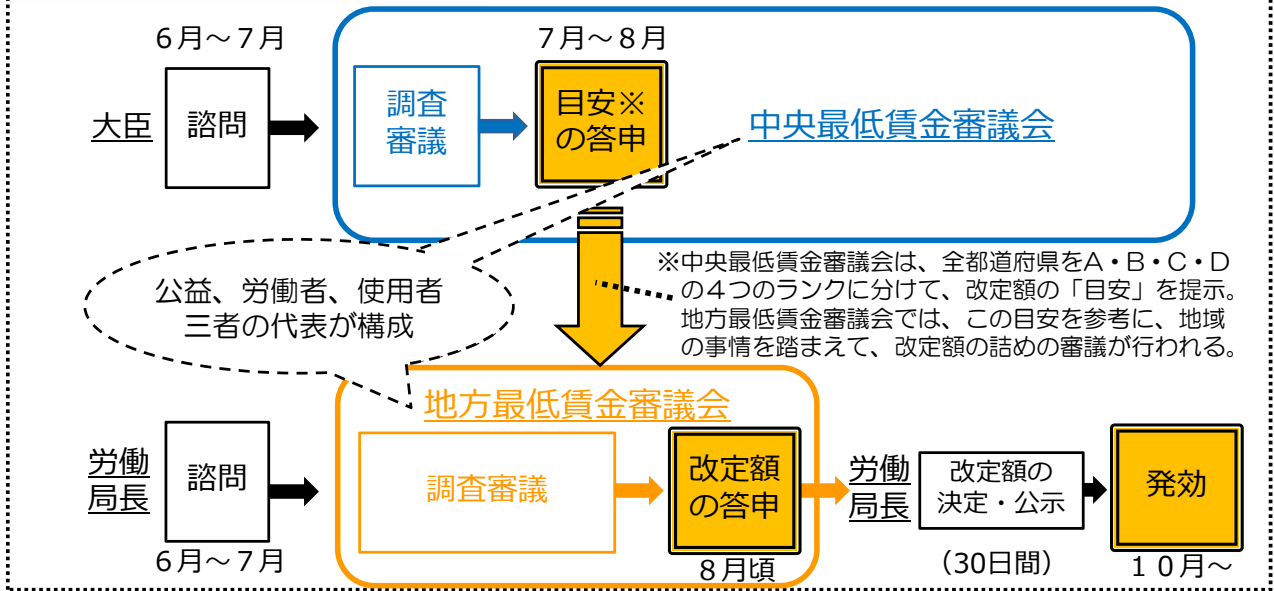 6月～7月
7月～8月
大臣
諮問
調査
審議
目安※
の答申
中央最低賃金審議会
公益、労働者、使用者
三者の代表が構成
※中央最低賃金審議会は、全都道府県をA・B・C・D
の4つのランクに分けて、改定額の「目安」を提示。
地方最低賃金審議会では、この目安を参考に、地域
の事情を踏まえて、改定額の詰めの審議が行われる。
地方最低賃金審議会
労働
局長
諮問
調査審議
改定額
の答申
労働
局長
改定額の
決定・公示
発効
6月～7月
8月頃
（30日間）
１０月～